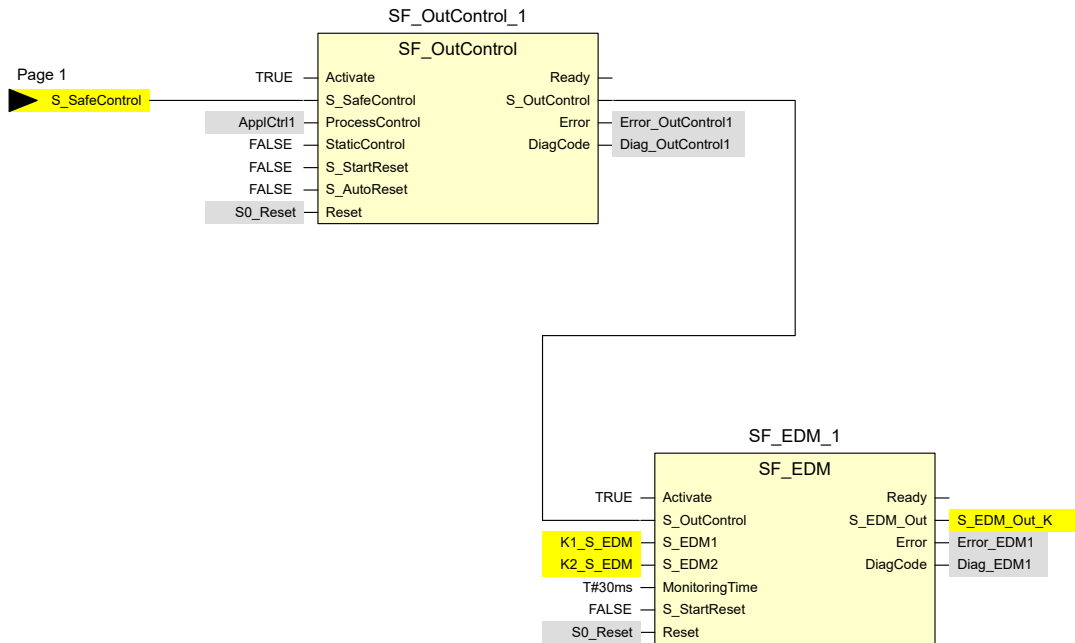 SF_OutControl_1
SF_OutControl
Page 1
TRUE Activate Ready
S_SafeControl S_SafeControl S_OutControl
ApplCtrl1 ProcessControl Error Error_OutControl1
FALSE StaticControl DiagCode Diag_OutControl1
FALSE S_StartReset
FALSE S_AutoReset
S0_Reset Reset
SF_EDM_1
SF_EDM
TRUE Activate Ready
S_OutControl S_EDM_Out S_EDM_Out_K
K1_S_EDM S_EDM1 Error Error_EDM1
K2_S_EDM S_EDM2 DiagCode Diag_EDM1
T#30ms MonitoringTime
FALSE S_StartReset
S0_Reset Reset